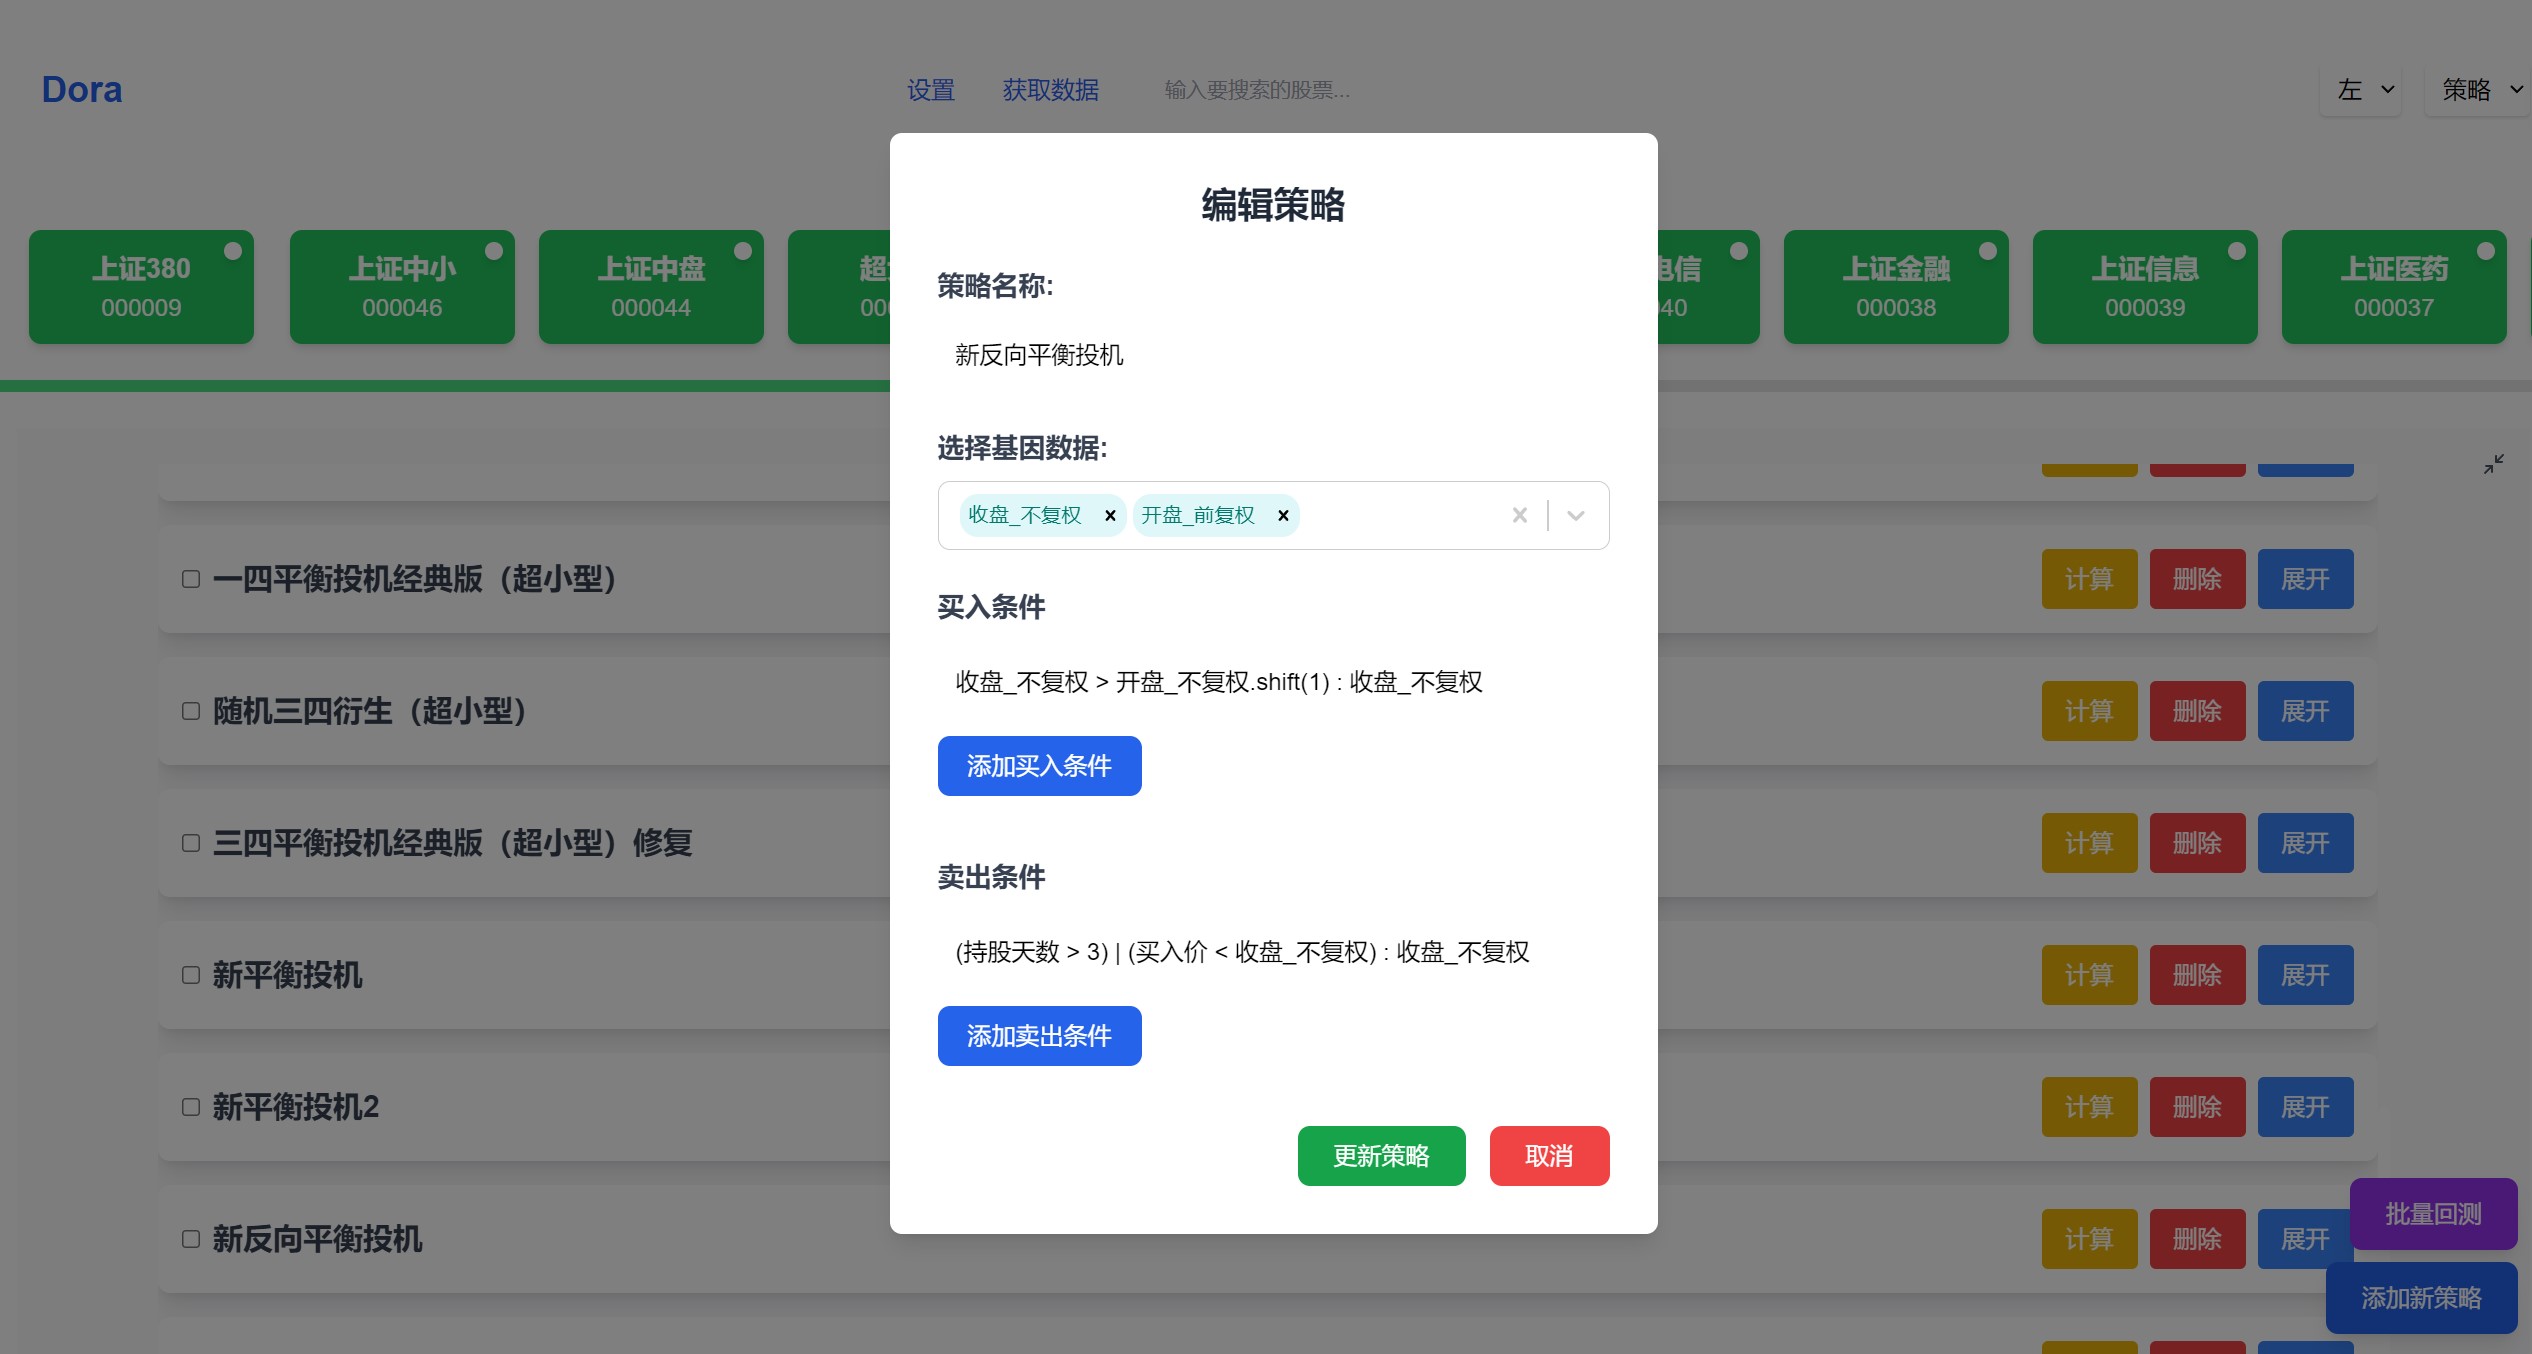 Dora
设置
获取数据
输入要搜索的股票...
左
策略
上证380
000009
上证中小
000046
上证中盘
000044
超
00
电信
040
上证金融
000038
上证信息
000039
上证医药
000037
编辑策略
策略名称:
新反向平衡投机
选择基因数据:
收盘_不复权
开盘_前复权
买入条件
收盘_不复权 > 开盘_不复权.shift(1) : 收盘_不复权
添加买入条件
卖出条件
(持股天数 > 3) | (买入价 < 收盘_不复权) : 收盘_不复权
添加卖出条件
更新策略
取消
一四平衡投机经典版（超小型）
计算
删除
展开
随机三四衍生（超小型）
计算
删除
展开
三四平衡投机经典版（超小型）修复
计算
删除
展开
新平衡投机
计算
删除
展开
新平衡投机2
计算
删除
展开
新反向平衡投机
计算
删除
展开
批量回测
添加新策略